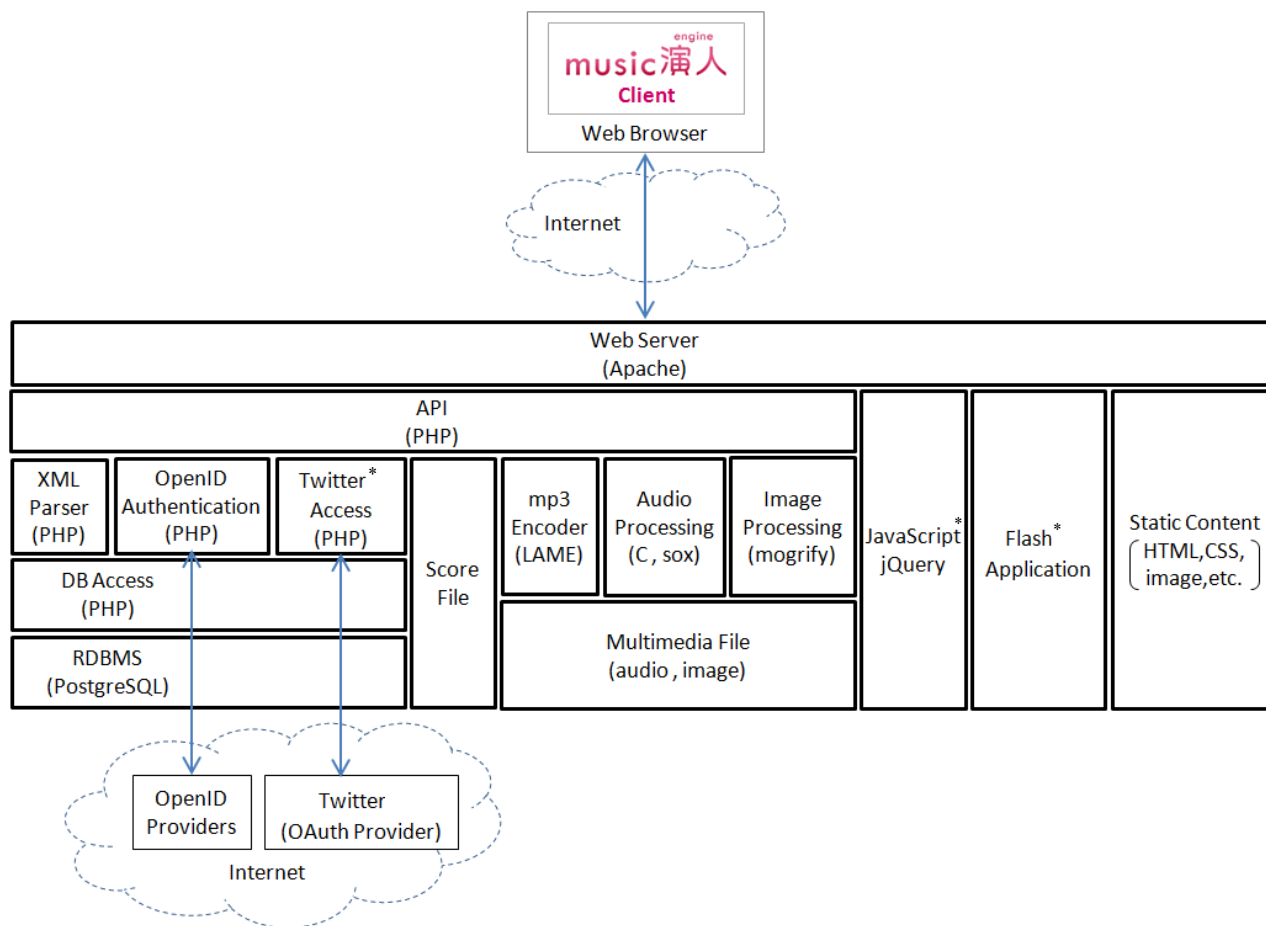 engine
music演人
Client
Web Browser
Internet
Web Server
(Apache)
API
(PHP)
XML
Parser
(PHP)
OpenID
Authentication
(PHP)
Twitter*
Access
(PHP)
DB Access
(PHP)
RDBMS
(PostgreSQL)
Score
File
mp3
Encoder
(LAME)
Audio
Processing
(C , sox)
Image
Processing
(mogrify)
Multimedia File
(audio , image)
JavaScript*
jQuery
Flash*
Application
Static Content
HTML,CSS,
image,etc.
OpenID
Providers
Twitter
(OAuth Provider)
Internet